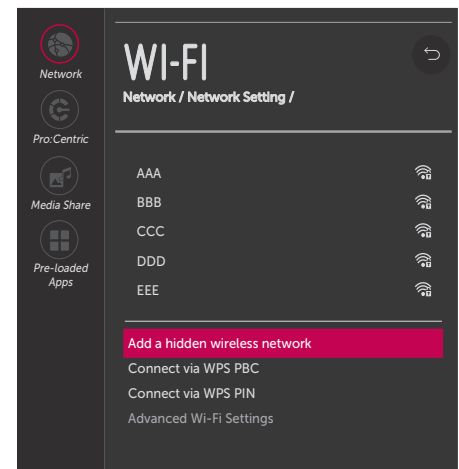 Network
Pro:Centric
Media Share
Pre-loaded
Apps
WI-FI
Network / Network Setting /
AAA
BBB
CCC
DDD
EEE
Add a hidden wireless network
Connect via WPS PBC
Connect via WPS PIN
Advanced Wi-Fi Settings